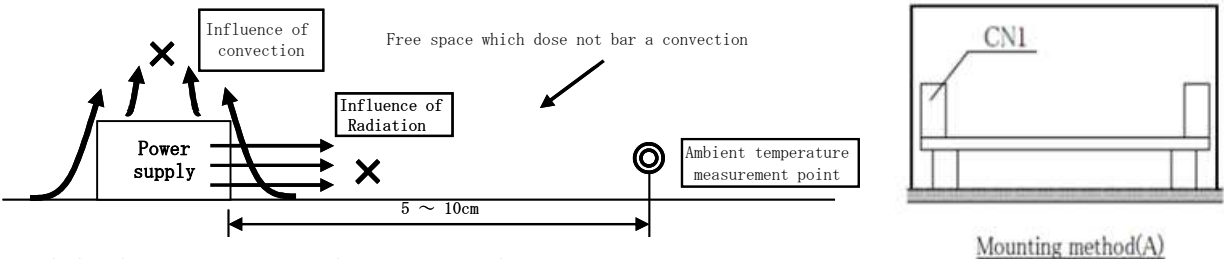 Influence of
convection
Free space which dose not bar a convection
Influence of
Radiation
Power
supply
Ambient temperature
measurement point
5 ～ 10cm
CN1
Mounting method(A)